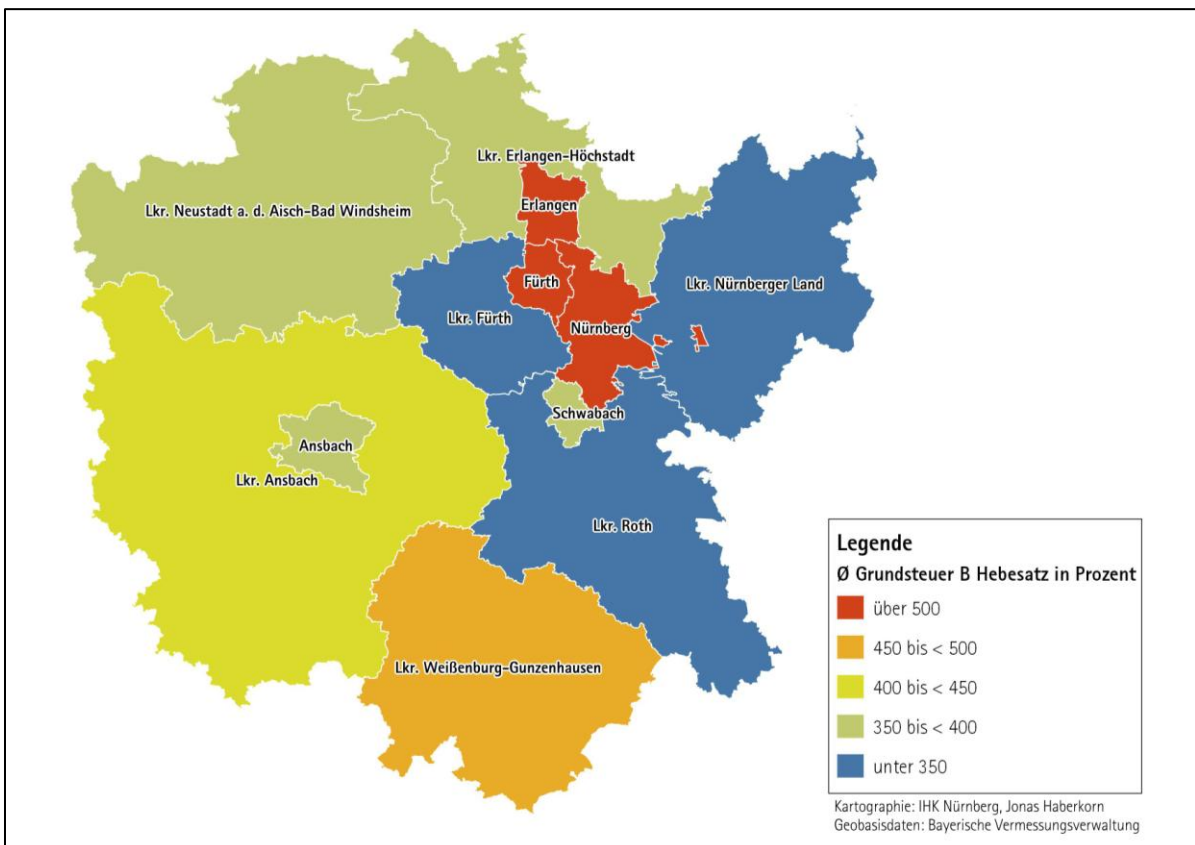 Lkr. Erlangen-Höchstadt
Erlangen
Lkr. Neustadt a. d. Aisch-Bad Windsheim
Fürth
Lkr. Nürnberger Land
Lkr. Fürth
Nürnberg
Schwabach
Ansbach
Lkr. Ansbach
Lkr. Roth
Lkr. Weißenburg-Gunzenhausen
Legende
Ø Grundsteuer B Hebesatz in Prozent
über 500
450 bis < 500
400 bis < 450
350 bis < 400
unter 350
Kartographie: IHK Nürnberg, Jonas Haberkorn
Geobasisdaten: Bayerische Vermessungsverwaltung